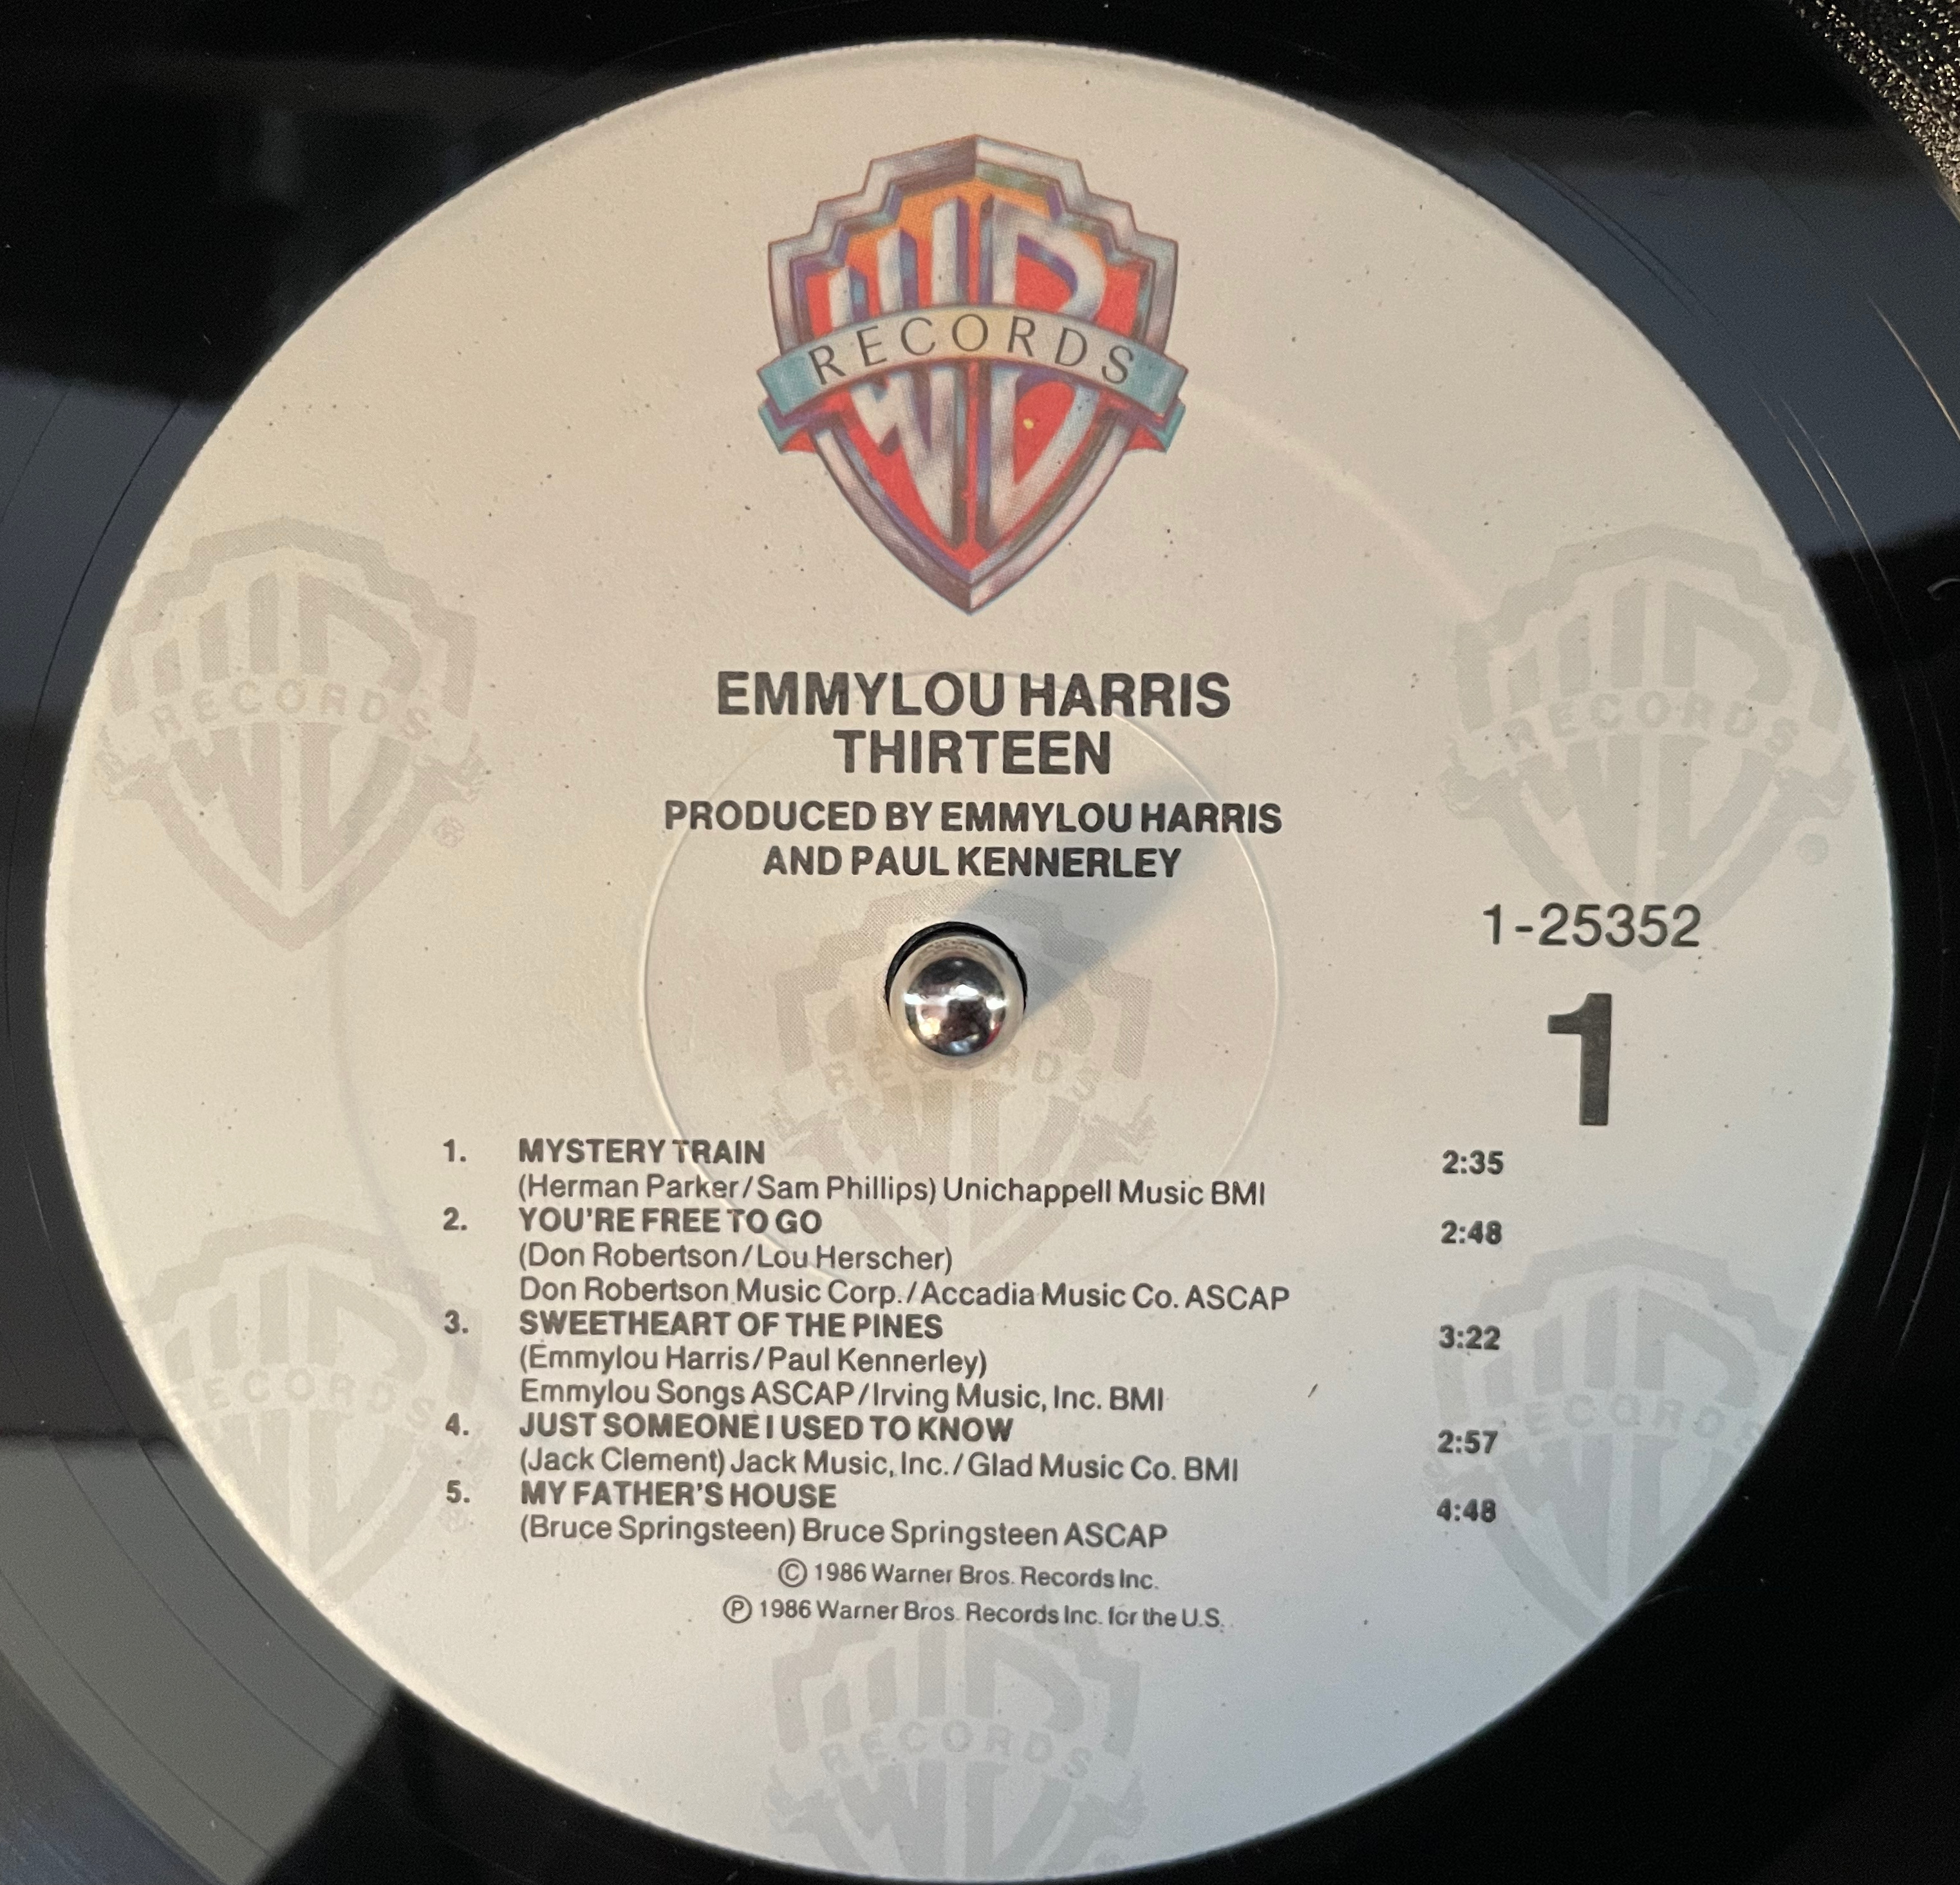 WB
RECORDS
EMMYLOU HARRIS
THIRTEEN
PRODUCED BY EMMYLOU HARRIS
AND PAUL KENNERLEY
1-25352
1
1. MYSTERY TRAIN 2:35
(Herman Parker/Sam Phillips) Unichappell Music BMI
2. YOU'RE FREE TO GO 2:48
(Don Robertson/Lou Herscher)
Don Robertson Music Corp./Accadia Music Co. ASCAP
3. SWEETHEART OF THE PINES 3:22
(Emmylou Harris/Paul Kennerley)
Emmylou Songs ASCAP/Irving Music, Inc. BMI
4. JUST SOMEONE I USED TO KNOW 2:57
(Jack Clement) Jack Music, Inc./Glad Music Co. BMI
5. MY FATHER'S HOUSE 4:48
(Bruce Springsteen) Bruce Springsteen ASCAP
© 1986 Warner Bros. Records Inc.
℗ 1986 Warner Bros. Records Inc. for the U.S.